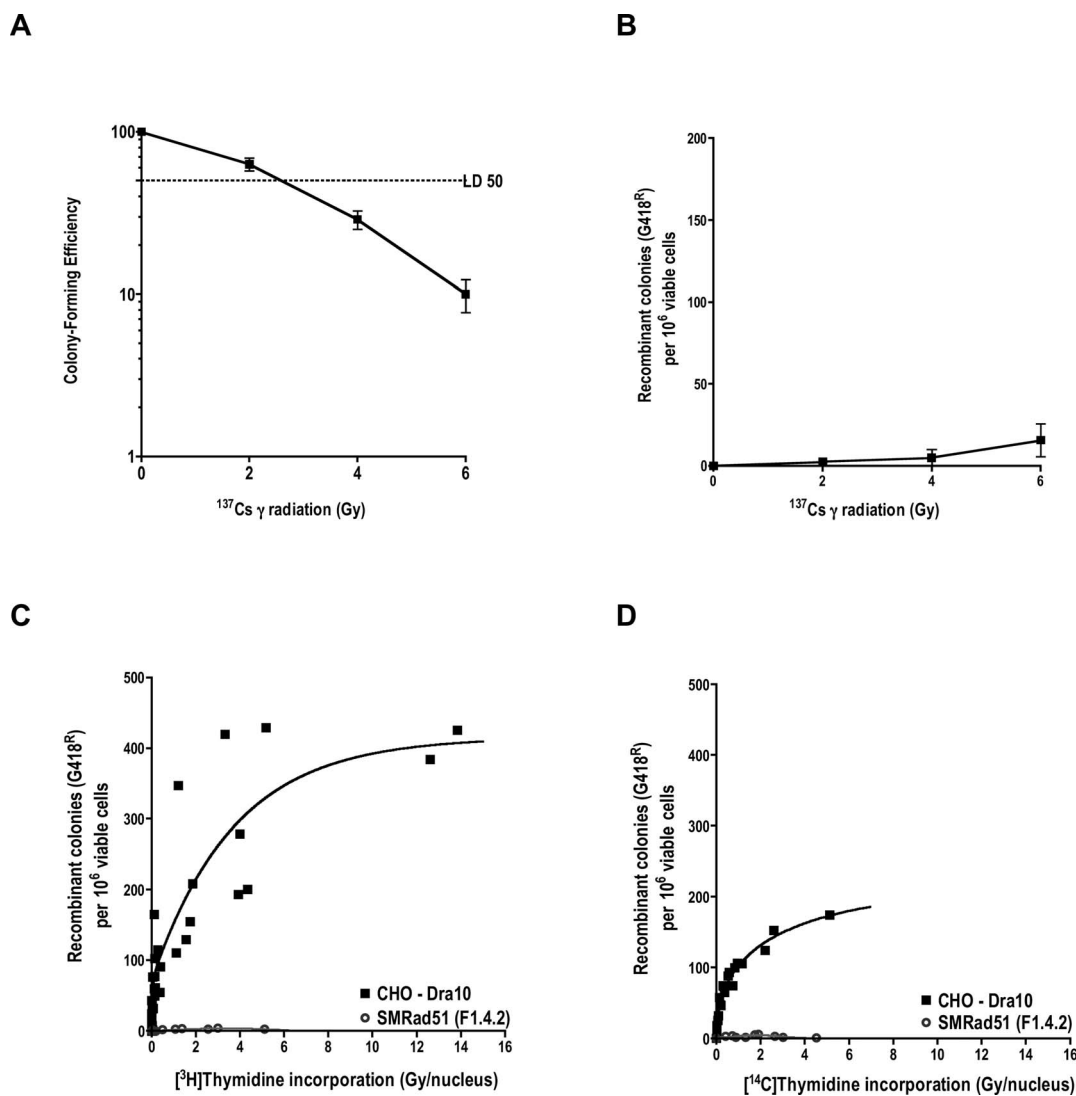 A
B
Colony-Forming Efficiency
100
10
1
LD 50
0 2 4 6
¹³⁷Cs γ radiation (Gy)
Recombinant colonies (G418ᴿ)
per 10⁶ viable cells
200
150
100
50
0
0 2 4 6
¹³⁷Cs γ radiation (Gy)
C
D
Recombinant colonies (G418ᴿ)
per 10⁶ viable cells
500
400
300
200
100
0
CHO - Dra10
SMRad51 (F1.4.2)
0 2 4 6 8 10 12 14 16
[³H]Thymidine incorporation (Gy/nucleus)
Recombinant colonies (G418ᴿ)
per 10⁶ viable cells
500
400
300
200
100
0
CHO - Dra10
SMRad51 (F1.4.2)
0 2 4 6 8 10 12 14 16
[¹⁴C]Thymidine incorporation (Gy/nucleus)